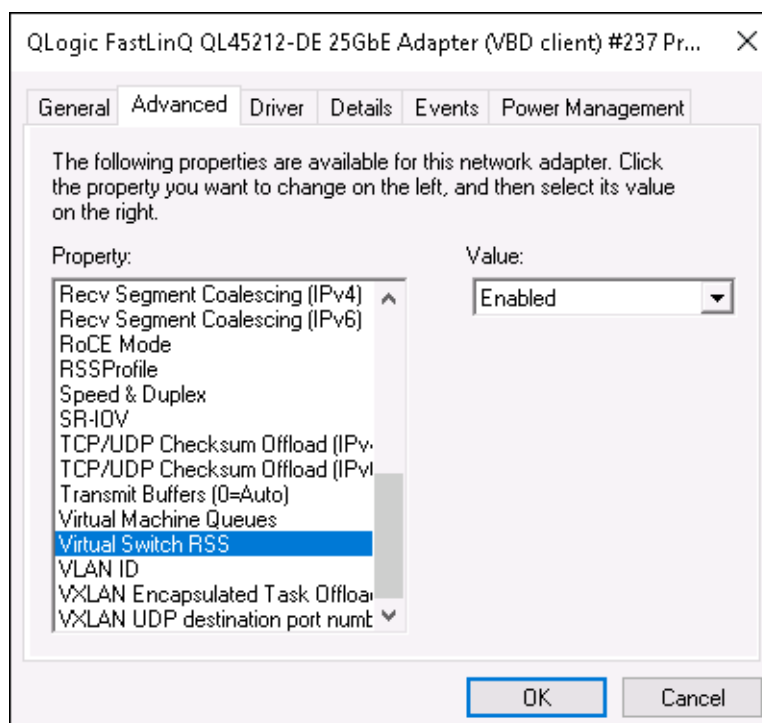 QLogic FastLinQ QL45212-DE 25GbE Adapter (VBD client) #237 Pr...
General Advanced Driver Details Events Power Management
The following properties are available for this network adapter. Click
the property you want to change on the left, and then select its value
on the right.
Property:
Value:
Recv Segment Coalescing (IPv4)
Recv Segment Coalescing (IPv6)
RoCE Mode
RSSProfile
Speed & Duplex
SR-IOV
TCP/UDP Checksum Offload (IPv
TCP/UDP Checksum Offload (IPv
Transmit Buffers (0=Auto)
Virtual Machine Queues
Virtual Switch RSS
VLAN ID
VXLAN Encapsulated Task Offloa
VXLAN UDP destination port numb
Enabled
OK Cancel